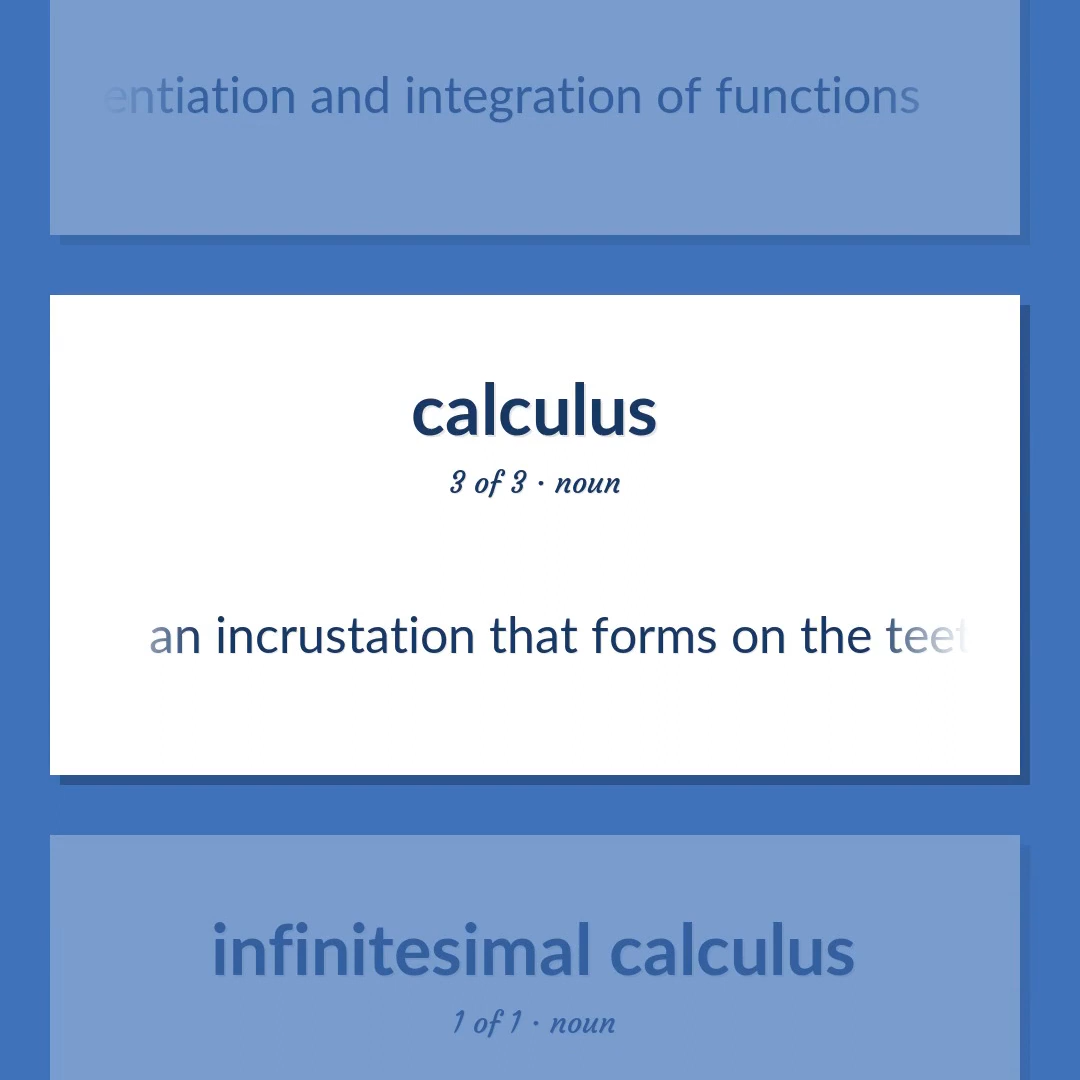 entiation and integration of functions
calculus
3 of 3 · noun
an incrustation that forms on the teet
infinitesimal calculus
1 of 1 · noun